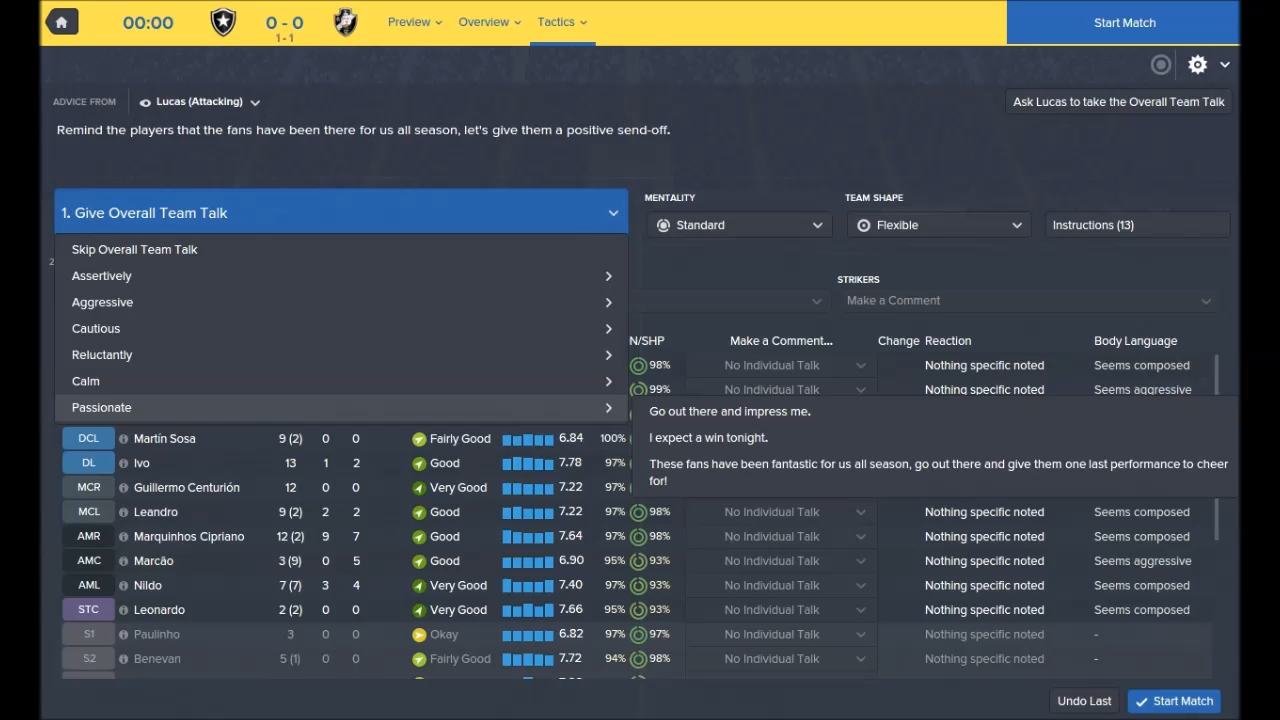 00:00
0 - 0
1 - 1
Preview
Overview
Tactics
Start Match
ADVICE FROM
Lucas (Attacking)
Ask Lucas to take the Overall Team Talk
Remind the players that the fans have been there for us all season, let's give them a positive send-off.
MENTALITY
TEAM SHAPE
1. Give Overall Team Talk
Standard
Flexible
Instructions (13)
Skip Overall Team Talk
2
Assertively
STRIKERS
Aggressive
Make a Comment
Cautious
N/SHP
Make a Comment...
Change
Reaction
Body Language
Reluctantly
98%
No Individual Talk
Nothing specific noted
Seems composed
Calm
99%
No Individual Talk
Nothing specific noted
Seems aggressive
Passionate
Go out there and impress me.
I expect a win tonight.
These fans have been fantastic for us all season, go out there and give them one last performance to cheer
for!
DCL Martín Sosa 9 (2) 0 0 Fairly Good 6.84 100%
DL Ivo 13 1 2 Good 7.78 97%
MCR Guillermo Centurión 12 0 0 Very Good 7.22 97%
MCL Leandro 9 (2) 2 2 Good 7.22 97% 98% No Individual Talk Nothing specific noted Seems composed
AMR Marquinhos Cipriano 12 (2) 9 7 Good 7.64 97% 98% No Individual Talk Nothing specific noted Seems composed
AMC Marcão 3 (9) 0 5 Good 6.90 95% 93% No Individual Talk Nothing specific noted Seems aggressive
AML Nildo 7 (7) 3 4 Very Good 7.40 97% 93% No Individual Talk Nothing specific noted Seems composed
STC Leonardo 2 (2) 0 0 Very Good 7.66 95% 93% No Individual Talk Nothing specific noted Seems composed
S1 Paulinho 3 0 0 Okay 6.82 97% 97% No Individual Talk Nothing specific noted -
S2 Benevan 5 (1) 0 0 Fairly Good 7.72 94% 98% No Individual Talk Nothing specific noted -
Undo Last
Start Match